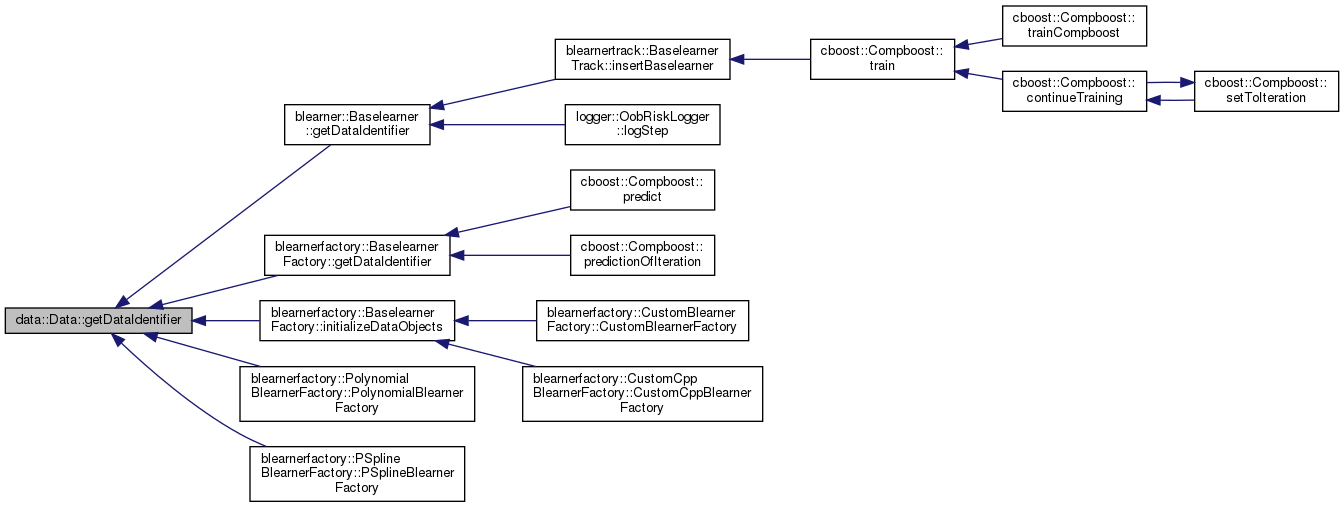 cboost::Compboost::
trainCompboost
blearnertrack::Baselearner
Track::insertBaselearner
cboost::Compboost::
train
cboost::Compboost::
continueTraining
cboost::Compboost::
setToIteration
blearner::Baselearner
::getDataIdentifier
logger::OobRiskLogger
::logStep
cboost::Compboost::
predict
blearnerfactory::Baselearner
Factory::getDataIdentifier
cboost::Compboost::
predictionOfIteration
data::Data::getDataIdentifier
blearnerfactory::Baselearner
Factory::initializeDataObjects
blearnerfactory::CustomBlearner
Factory::CustomBlearnerFactory
blearnerfactory::Polynomial
BlearnerFactory::PolynomialBlearner
Factory
blearnerfactory::CustomCpp
BlearnerFactory::CustomCppBlearner
Factory
blearnerfactory::PSpline
BlearnerFactory::PSplineBlearner
Factory